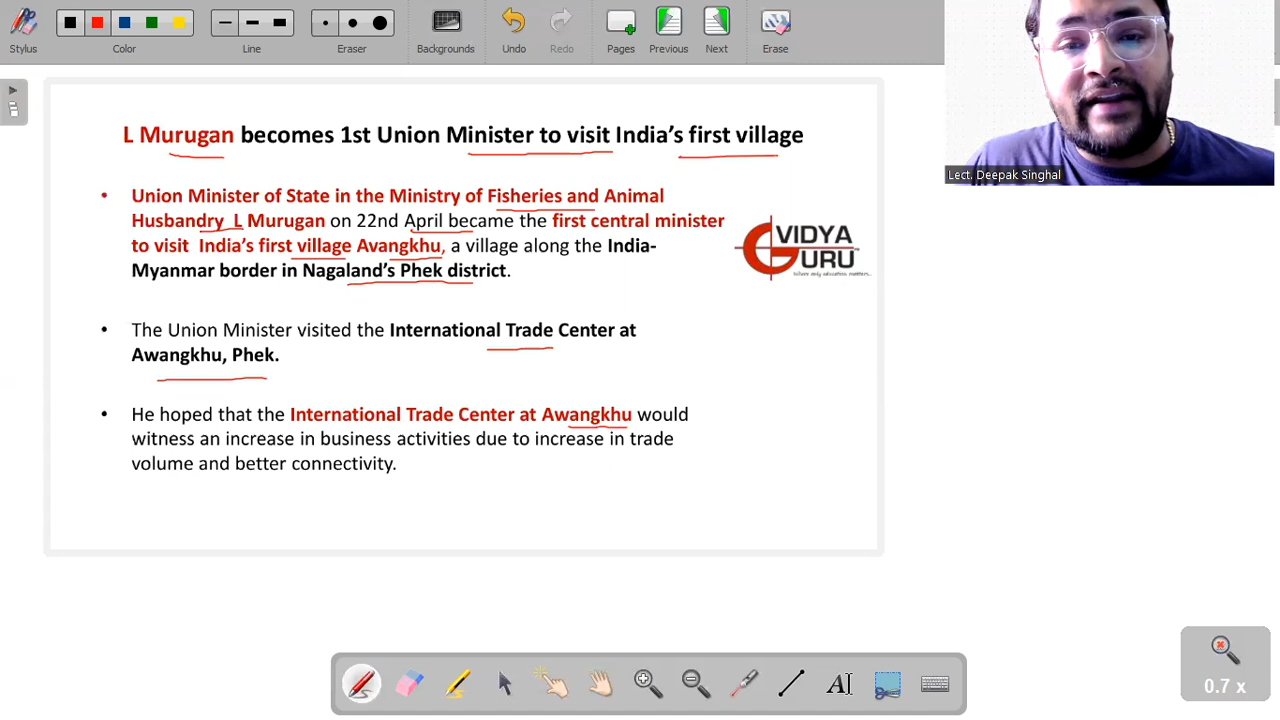 Stylus
Color
Line
Eraser
Backgrounds
Undo
Redo
Pages
Previous
Next
Erase
Lect. Deepak Singhal
L Murugan becomes 1st Union Minister to visit India's first village
• Union Minister of State in the Ministry of Fisheries and Animal
Husbandry L Murugan on 22nd April became the first central minister
to visit India's first village Avangkhu, a village along the India-
Myanmar border in Nagaland's Phek district.
VIDYA
GURU
Where only education matters...
• The Union Minister visited the International Trade Center at
Awangkhu, Phek.
• He hoped that the International Trade Center at Awangkhu would
witness an increase in business activities due to increase in trade
volume and better connectivity.
AI
0.7 x